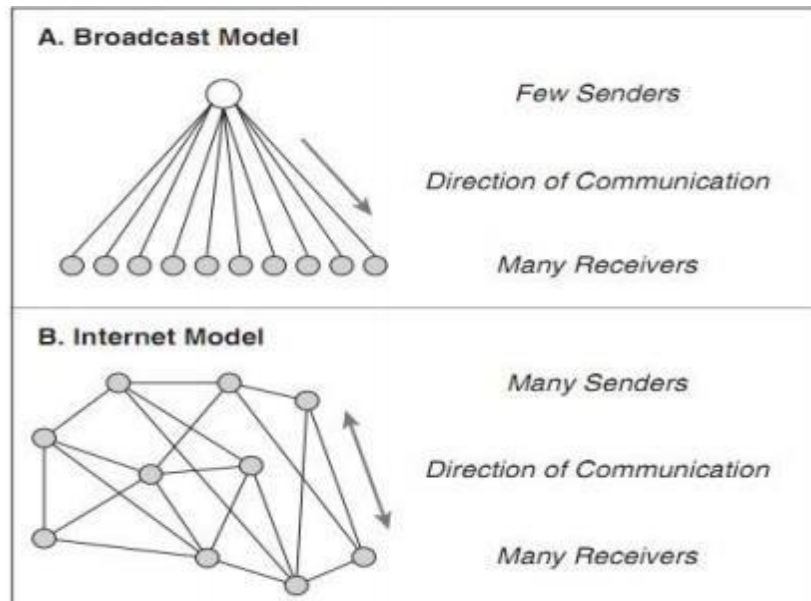 A. Broadcast Model
Few Senders
Direction of Communication
Many Receivers
B. Internet Model
Many Senders
Direction of Communication
Many Receivers